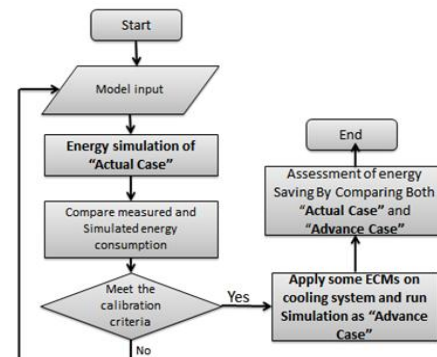 Start
Model input
Energy simulation of
“Actual Case”
Compare measured and
Simulated energy
consumption
Meet the
calibration
criteria
Yes
No
Apply some ECMs on
cooling system and run
Simulation as “Advance
Case”
Assessment of energy
Saving By Comparing Both
“Actual Case” and
“Advance Case”
End